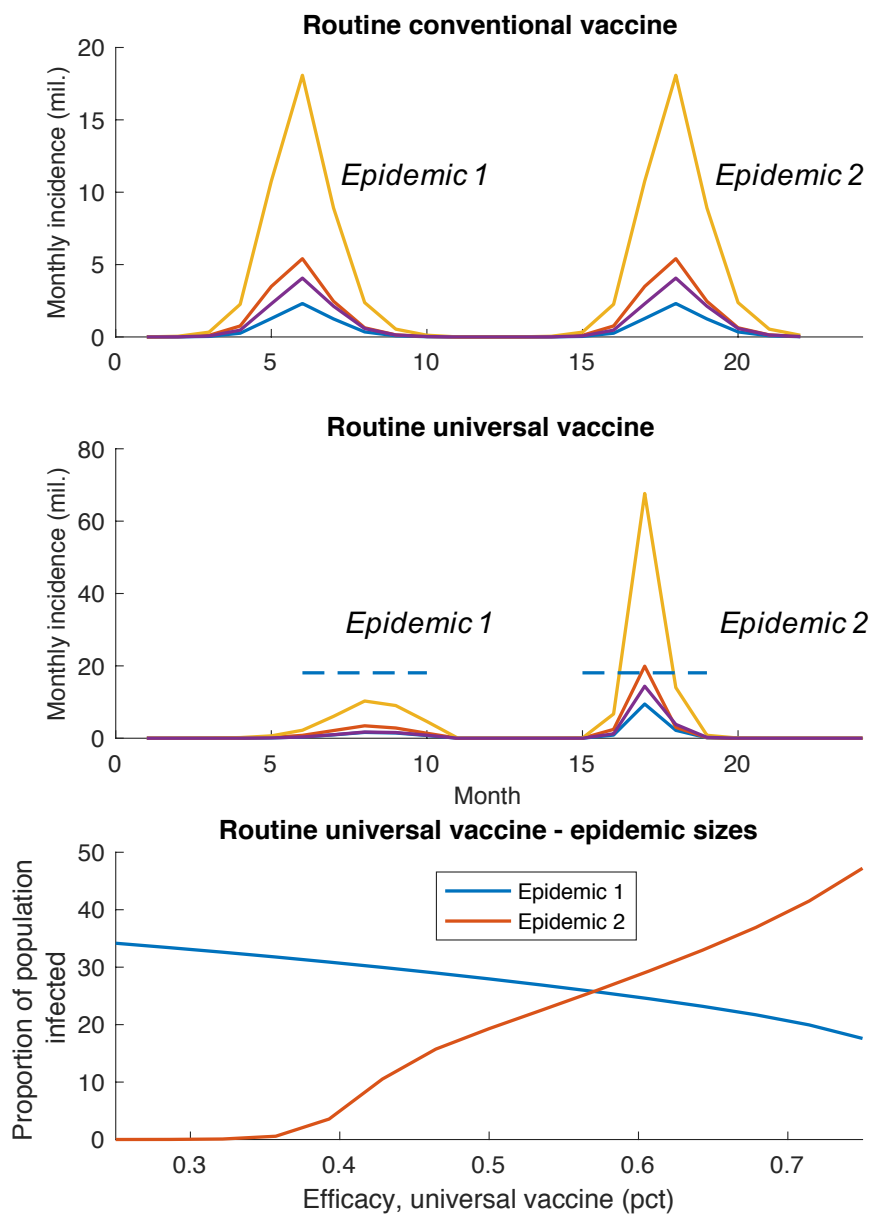 Routine conventional vaccine
Monthly incidence (mil.)
20
15
10
5
0
Epidemic 1
Epidemic 2
0
5
10
15
20
Routine universal vaccine
Monthly incidence (mil.)
80
60
40
20
0
Epidemic 1
Epidemic 2
0
5
10
15
20
Month
Routine universal vaccine - epidemic sizes
Proportion of population
infected
50
40
30
20
10
0
Epidemic 1
Epidemic 2
0.3
0.4
0.5
0.6
0.7
Efficacy, universal vaccine (pct)